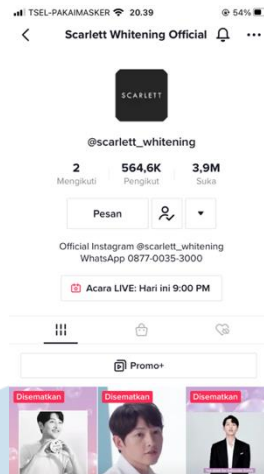 TSEL-PAKAIMASKER 20.39 54%
Scarlett Whitening Official
SCARLETT
@scarlett_whitening
2 564,6K 3,9M
Mengikuti Pengikut Suka
Pesan
Official Instagram @scarlett_whitening
WhatsApp 0877-0035-3000
Acara LIVE: Hari ini 9:00 PM
Promo+
Disematkan Disematkan Disematkan